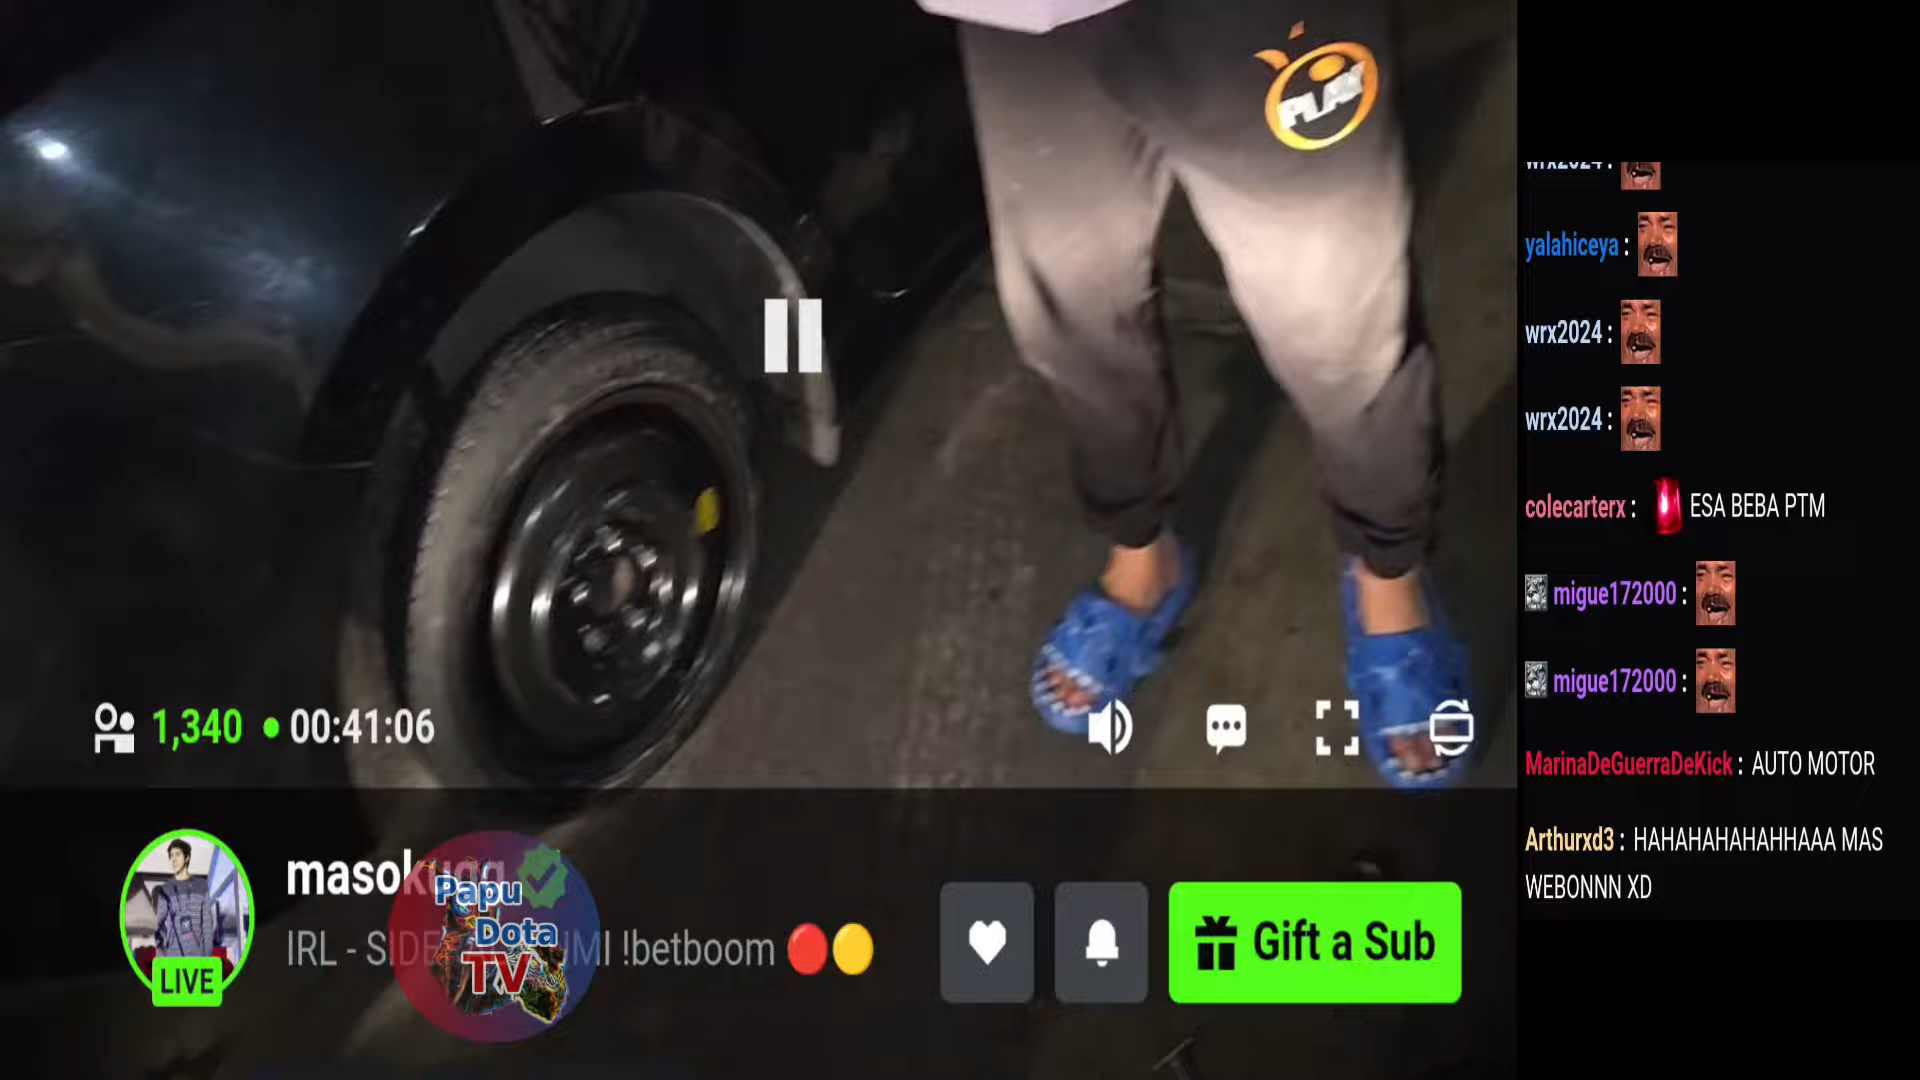 PLAY
wrx2024 :
yalahiceya :
wrx2024 :
wrx2024 :
colecarterx : ESA BEBA PTM
migue172000 :
migue172000 :
MarinaDeGuerraDeKick : AUTO MOTOR
Arthurxd3 : HAHAHAHAHAHHAAA MAS
WEBONNN XD
1,340 • 00:41:06
Papu
Dota
TV
IRL - !betboom
LIVE
Gift a Sub